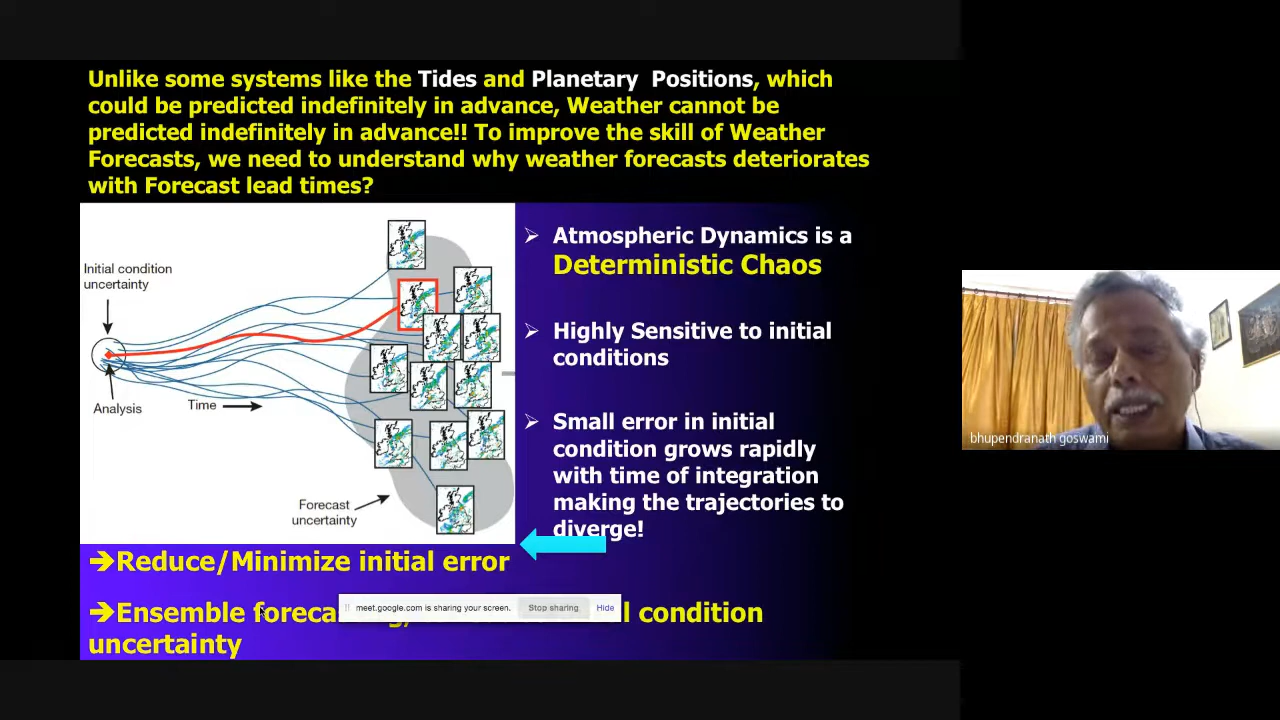 Unlike some systems like the Tides and Planetary Positions, which
could be predicted indefinitely in advance, Weather cannot be
predicted indefinitely in advance!! To improve the skill of Weather
Forecasts, we need to understand why weather forecasts deteriorates
with Forecast lead times?
Initial condition
uncertainty
Analysis
Time
Forecast
uncertainty
➢ Atmospheric Dynamics is a
Deterministic Chaos
➢ Highly Sensitive to initial
conditions
➢ Small error in initial
condition grows rapidly
with time of integration
making the trajectories to
diverge!
➔Reduce/Minimize initial error
➔Ensemble condition
uncertainty
meet.google.com is sharing your screen. Stop sharing Hide
bhupendranath goswami